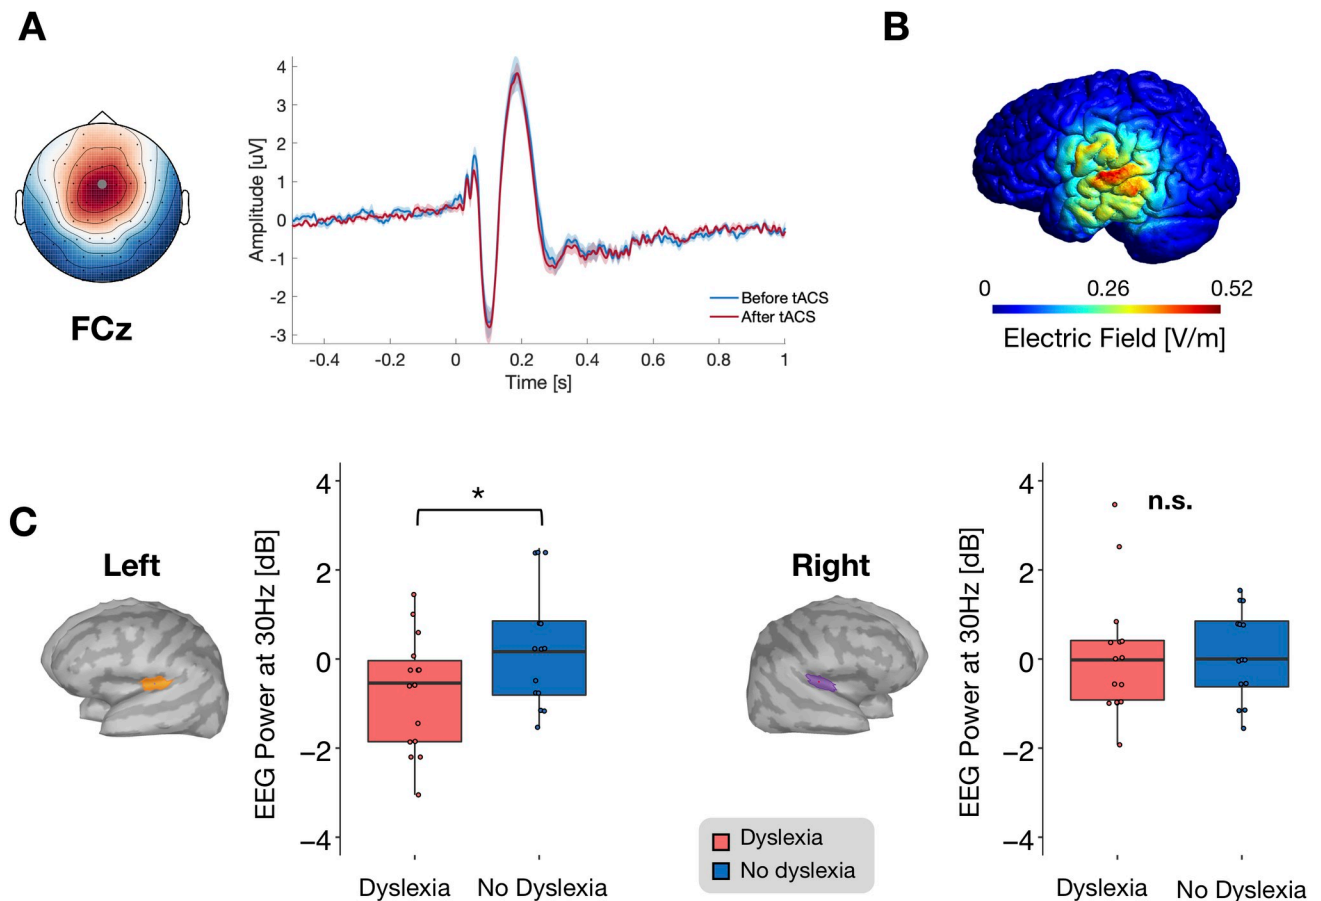 A
4
3
2
1
0
-1
-2
-3
Amplitude [uV]
-0.4 -0.2 0 0.2 0.4 0.6 0.8 1
Time [s]
Before tACS
After tACS
FCz
B
0 0.26 0.52
Electric Field [V/m]
C
Left
EEG Power at 30Hz [dB]
4
2
0
−2
−4
*
Dyslexia No Dyslexia
Right
EEG Power at 30Hz [dB]
4
2
0
−2
−4
n.s.
Dyslexia No Dyslexia
Dyslexia
No dyslexia